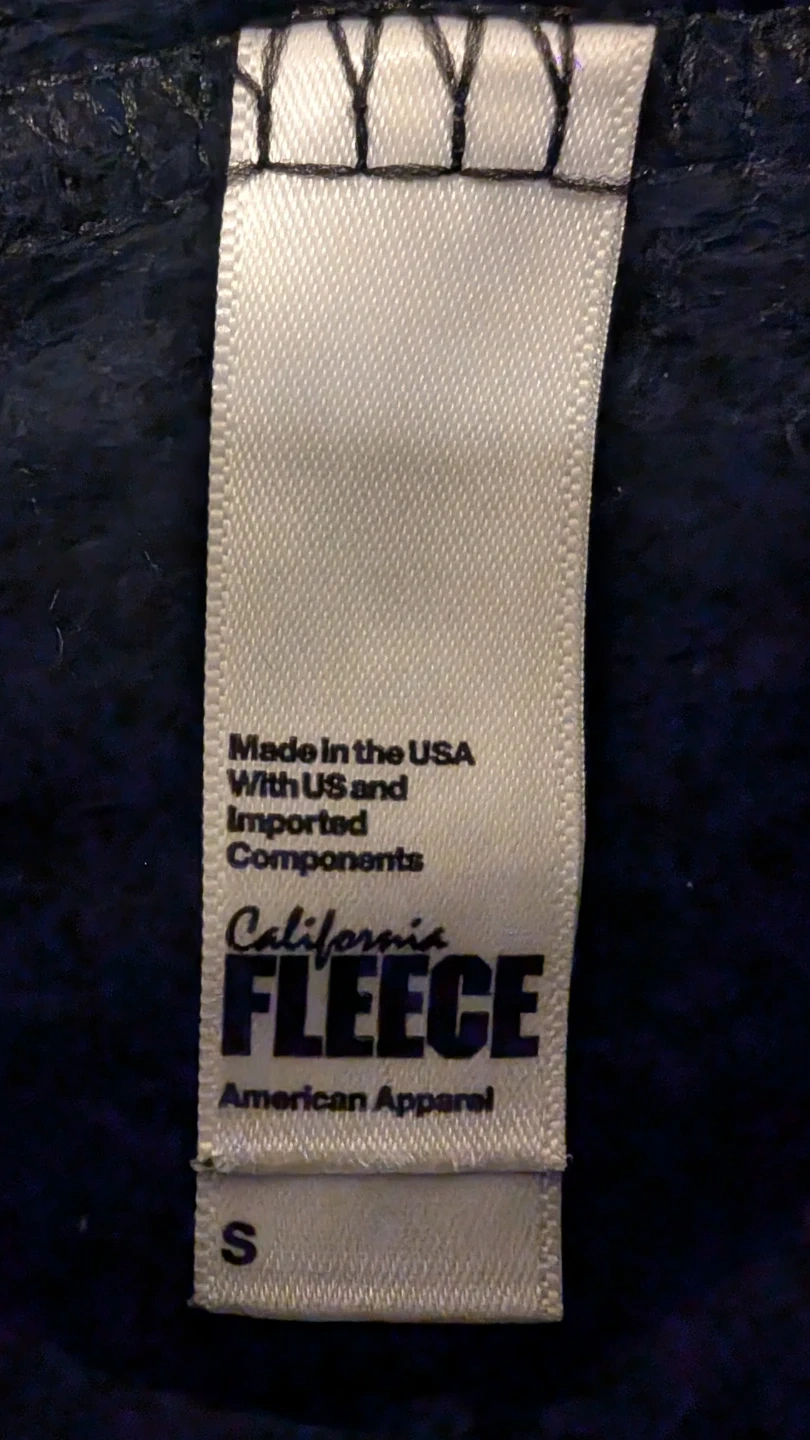 Made in the USA
With US and
Imported
Components
California
FLEECE
American Apparel
S